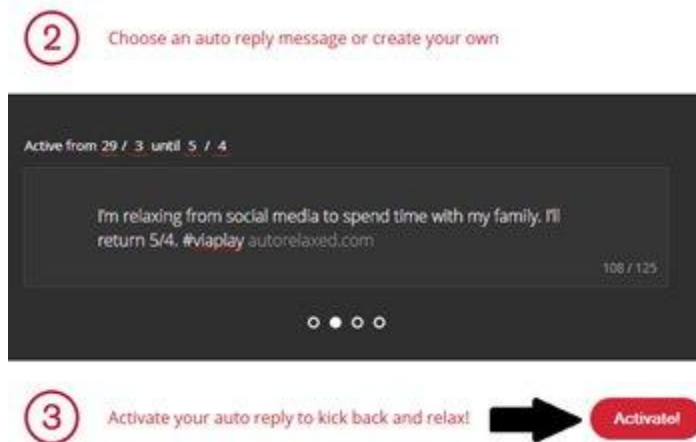 2 Choose an auto reply message or create your own
Active from 29 / 3 until 5 / 4
I'm relaxing from social media to spend time with my family. I'll
return 5/4. #viaplay autorelaxed.com
108 / 125
3 Activate your auto reply to kick back and relax! Activate!